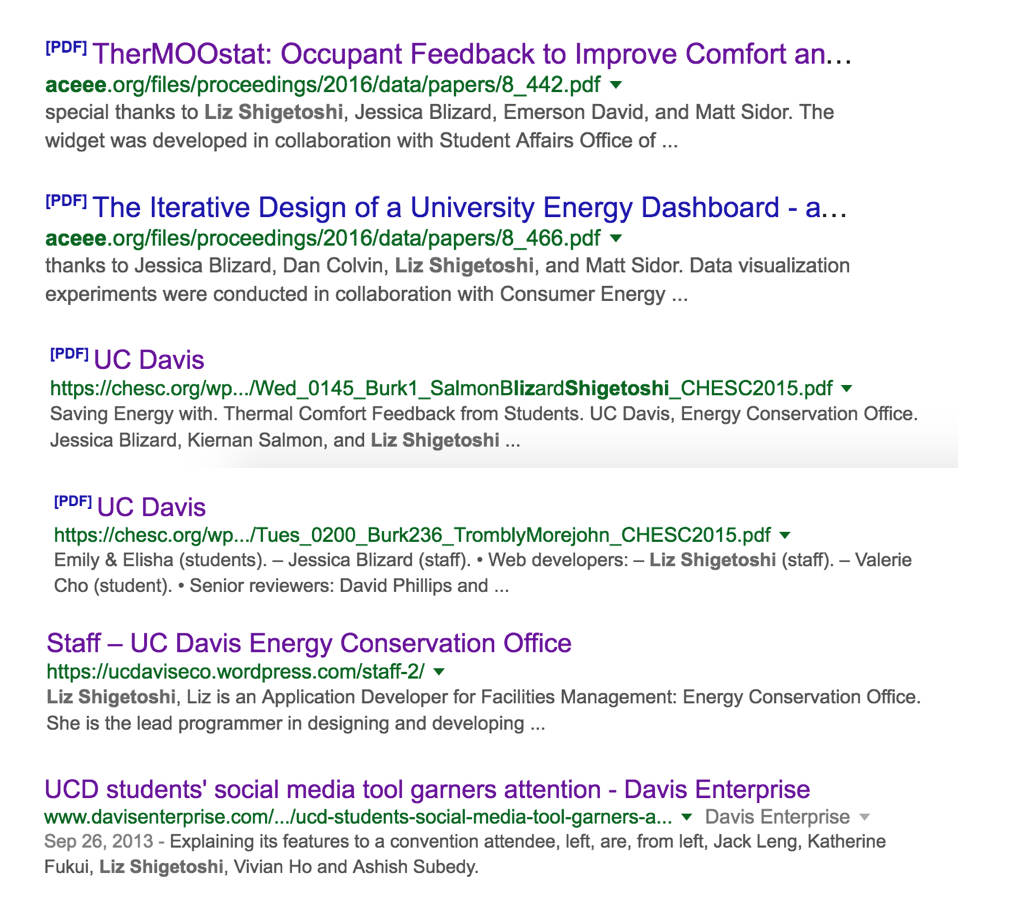 [PDF] TherMOOstat: Occupant Feedback to Improve Comfort an...
aceee.org/files/proceedings/2016/data/papers/8_442.pdf
special thanks to Liz Shigetoshi, Jessica Blizard, Emerson David, and Matt Sidor. The
widget was developed in collaboration with Student Affairs Office of ...
[PDF] The Iterative Design of a University Energy Dashboard - a...
aceee.org/files/proceedings/2016/data/papers/8_466.pdf
thanks to Jessica Blizard, Dan Colvin, Liz Shigetoshi, and Matt Sidor. Data visualization
experiments were conducted in collaboration with Consumer Energy ...
[PDF] UC Davis
https://chesc.org/wp.../Wed_0145_Burk1_SalmonBlizardShigetoshi_CHESC2015.pdf
Saving Energy with. Thermal Comfort Feedback from Students. UC Davis, Energy Conservation Office.
Jessica Blizard, Kiernan Salmon, and Liz Shigetoshi ...
[PDF] UC Davis
https://chesc.org/wp.../Tues_0200_Burk236_TromblyMorejohn_CHESC2015.pdf
Emily & Elisha (students). – Jessica Blizard (staff). • Web developers: – Liz Shigetoshi (staff). – Valerie
Cho (student). • Senior reviewers: David Phillips and ...
Staff – UC Davis Energy Conservation Office
https://ucdaviseco.wordpress.com/staff-2/
Liz Shigetoshi, Liz is an Application Developer for Facilities Management: Energy Conservation Office.
She is the lead programmer in designing and developing ...
UCD students' social media tool garners attention - Davis Enterprise
www.davisenterprise.com/.../ucd-students-social-media-tool-garners-a... Davis Enterprise
Sep 26, 2013 - Explaining its features to a convention attendee, left, are, from left, Jack Leng, Katherine
Fukui, Liz Shigetoshi, Vivian Ho and Ashish Subedy.